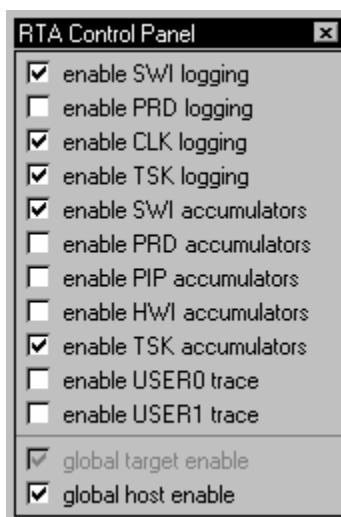 RTA Control Panel
enable SWI logging
enable PRD logging
enable CLK logging
enable TSK logging
enable SWI accumulators
enable PRD accumulators
enable PIP accumulators
enable HWI accumulators
enable TSK accumulators
enable USER0 trace
enable USER1 trace
global target enable
global host enable